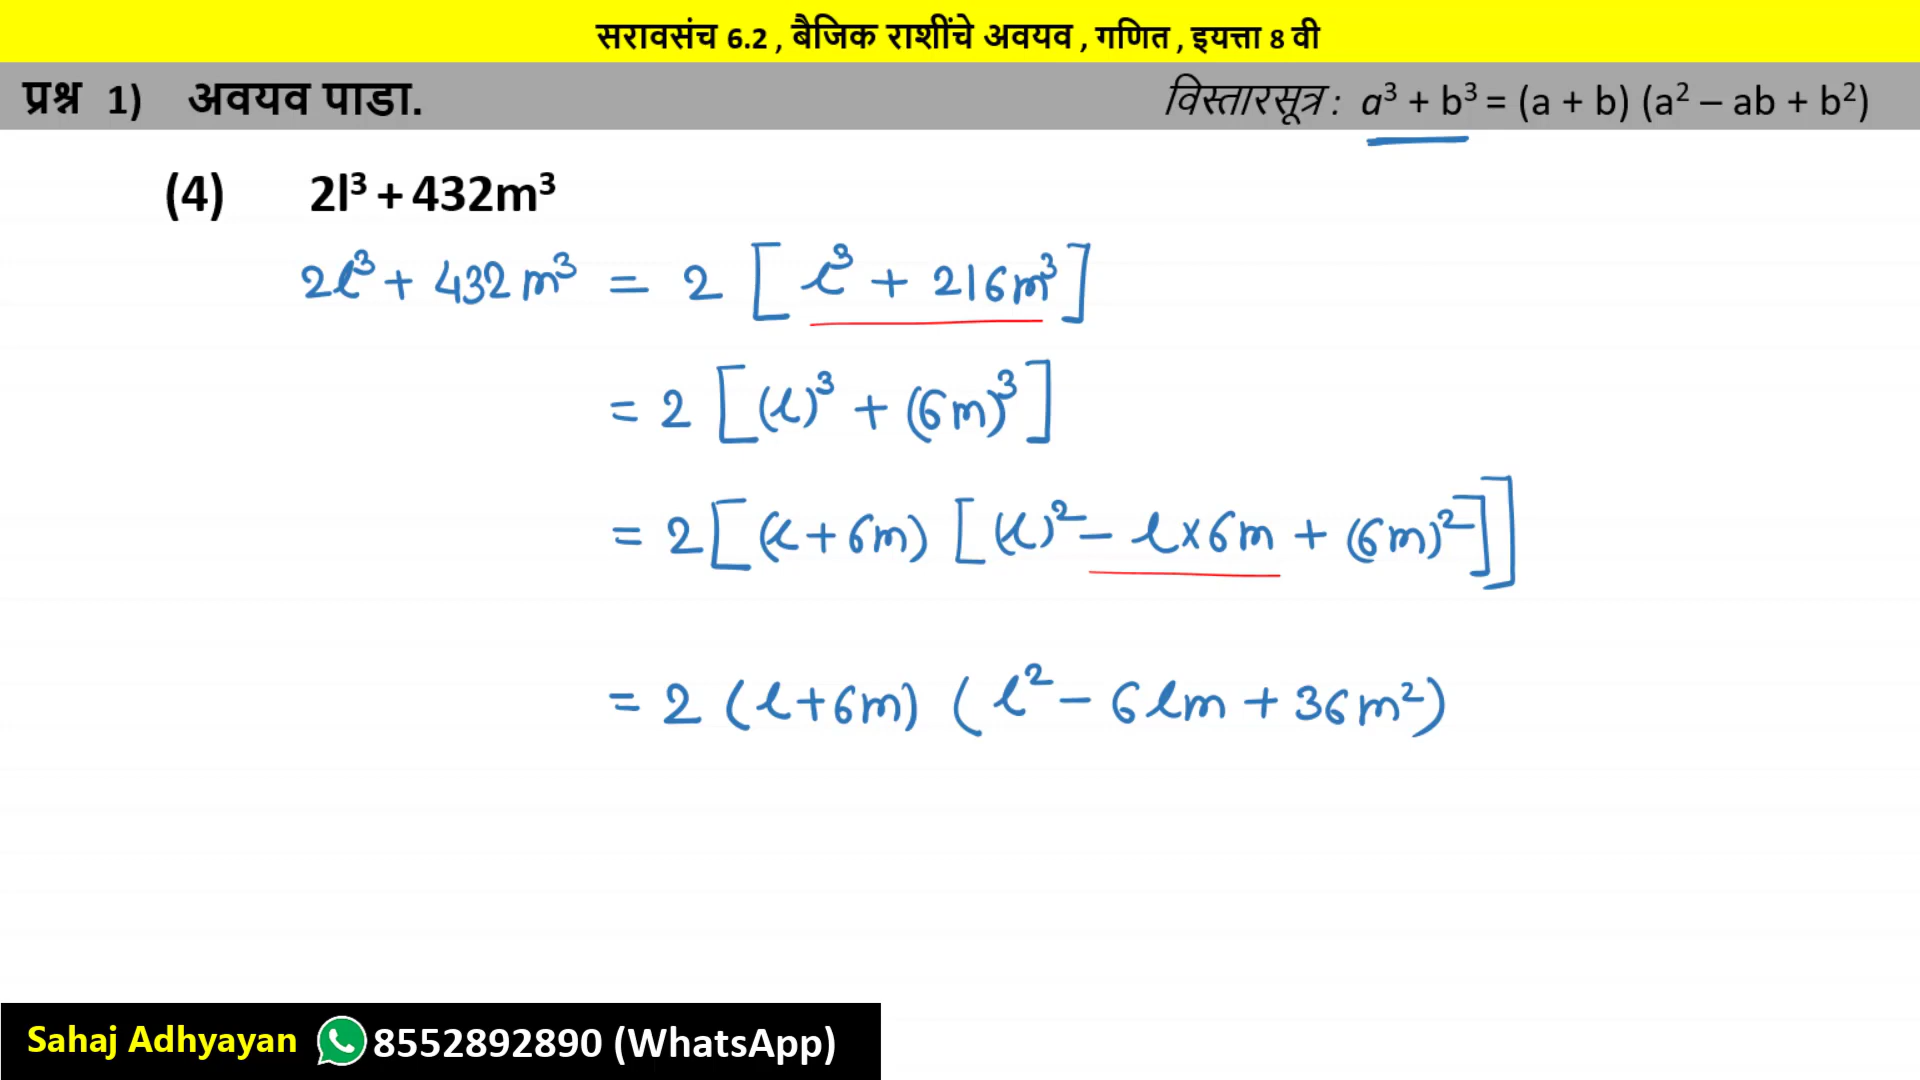 सरावसंच 6.2 , बैजिक राशींचे अवयव , गणित , इयत्ता 8 वी
प्रश्न 1) अवयव पाडा. विस्तारसूत्र : a³ + b³ = (a + b) (a² – ab + b²)
(4) 2l³ + 432m³
2l³ + 432 m³ = 2 [ l³ + 216m³ ]
= 2 [ (l)³ + (6m)³ ]
= 2 [ (l + 6m) [ (l)² – l × 6m + (6m)² ] ]
= 2 (l + 6m) ( l² – 6lm + 36m² )
Sahaj Adhyayan 8552892890 (WhatsApp)